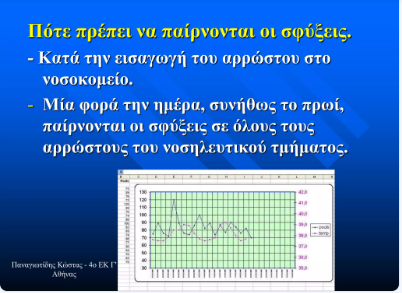 Πότε πρέπει να παίρνονται οι σφύξεις.
- Κατά την εισαγωγή του αρρώστου στο
νοσοκομείο.
- Μία φορά την ημέρα, συνήθως το πρωί,
παίρνονται οι σφύξεις σε όλους τους
αρρώστους του νοσηλευτικού τμήματος.
130
120
110
100
90
80
70
60
50
40
30
42,0
41,0
40,0
39,0
38,0
37,0
36,0
35,0
Παναγιωτίδης Κώστας - 4ο ΕΚ Γ'
Αθήνας